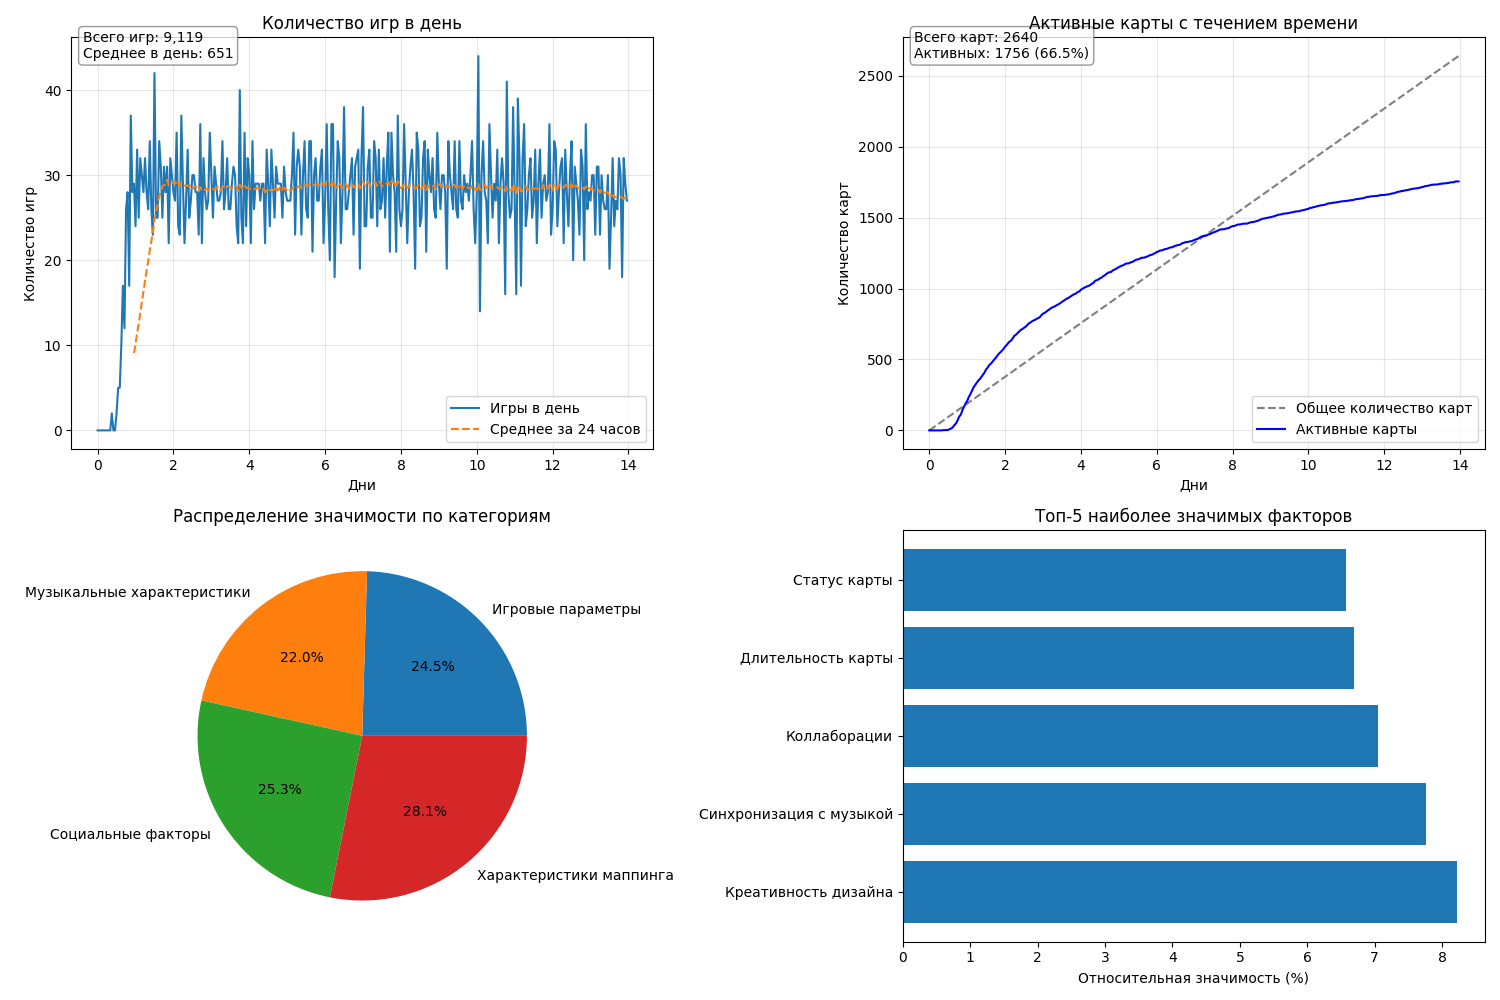 Количество игр в день
Всего игр: 9,119
Среднее в день: 651
Количество игр
40
30
20
10
0
Игры в день
Среднее за 24 часов
0 2 4 6 8 10 12 14
Дни
Активные карты с течением времени
Всего карт: 2640
Активных: 1756 (66.5%)
Количество карт
2500
2000
1500
1000
500
0
Общее количество карт
Активные карты
0 2 4 6 8 10 12 14
Дни
Распределение значимости по категориям
Музыкальные характеристики
Игровые параметры
22.0%
24.5%
25.3%
28.1%
Социальные факторы
Характеристики маппинга
Топ-5 наиболее значимых факторов
Статус карты
Длительность карты
Коллаборации
Синхронизация с музыкой
Креативность дизайна
0 1 2 3 4 5 6 7 8
Относительная значимость (%)